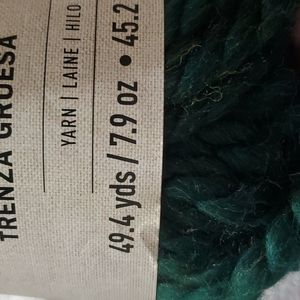 TRENZA GRUESA
YARN | LAINE | HILO
49.4 yds / 7.9 oz • 45.2